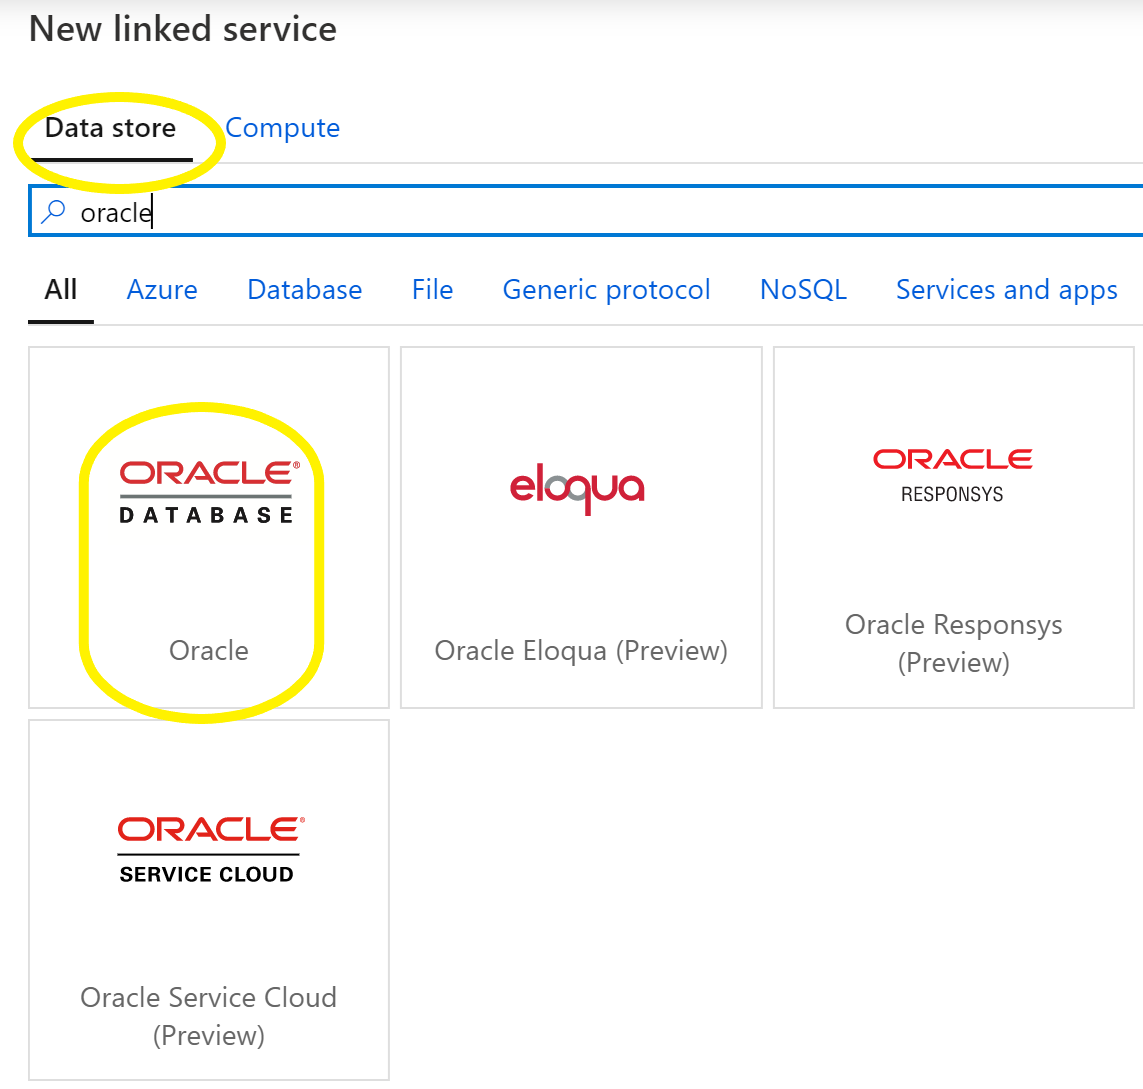 New linked service
Data store Compute
oracle
All Azure Database File Generic protocol NoSQL Services and apps
ORACLE®
DATABASE
Oracle
eloqua
Oracle Eloqua (Preview)
ORACLE
RESPONSYS
Oracle Responsys
(Preview)
ORACLE®
SERVICE CLOUD
Oracle Service Cloud
(Preview)